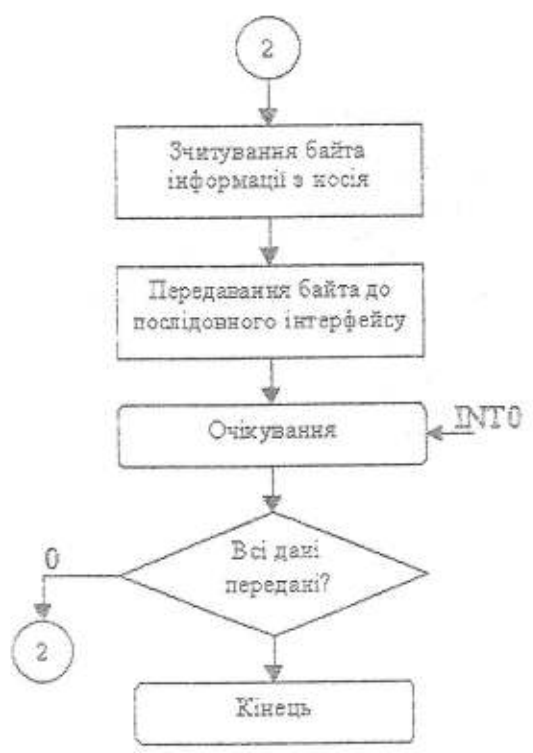 2
Зчитування байта
інформації з носія
Передавання байта до
послідовного інтерфейсу
Очікування
INT0
Всі дані
передані?
0
2
Кінець